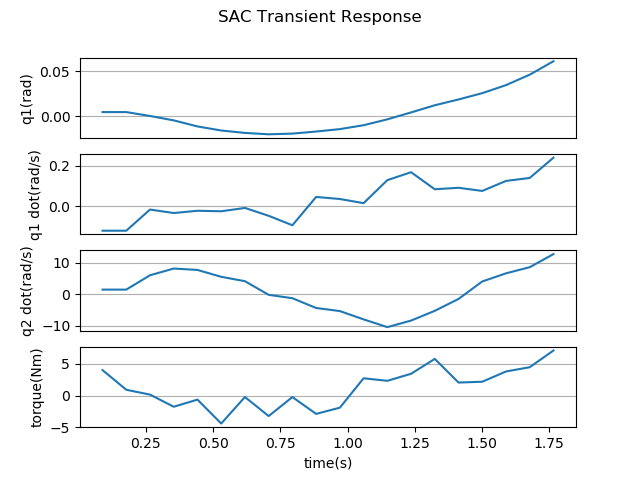 SAC Transient Response
q1(rad)
0.05
0.00
q1 dot(rad/s)
0.2
0.0
q2 dot(rad/s)
10
0
−10
torque(Nm)
5
0
−5
0.25 0.50 0.75 1.00 1.25 1.50 1.75
time(s)